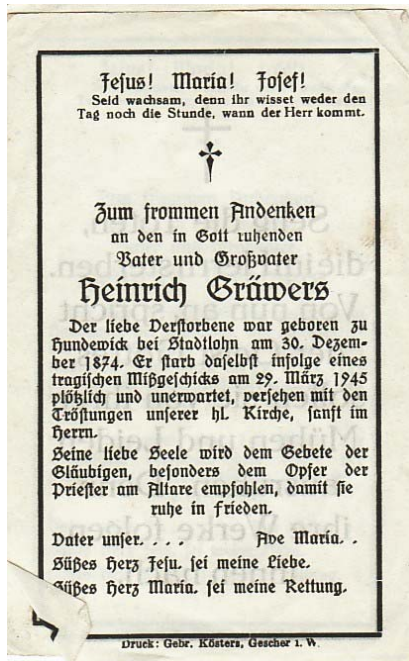 Jesus! Maria! Josef!
Seid wachsam, denn ihr wisset weder den
Tag noch die Stunde, wann der Herr kommt.
Zum frommen Andenken
an den in Gott ruhenden
Vater und Großvater
Heinrich Gräwers
Der liebe Verstorbene war geboren zu
Hundewick bei Stadtlohn am 30. Dezem-
ber 1874. Er starb daselbst infolge eines
tragischen Mißgeschicks am 29. März 1945
plötzlich und unerwartet, versehen mit den
Tröstungen unserer hl. Kirche, sanft im
Herrn.
Seine liebe Seele wird dem Gebete der
Gläubigen, besonders dem Opfer der
Priester am Altare empfohlen, damit sie
ruhe in Frieden.
Vater unser. . . . Ave Maria. .
Süßes Herz Jesu. sei meine Liebe.
Süßes Herz Maria. sei meine Rettung.
Druck: Gebr. Kösters, Gescher i. W.